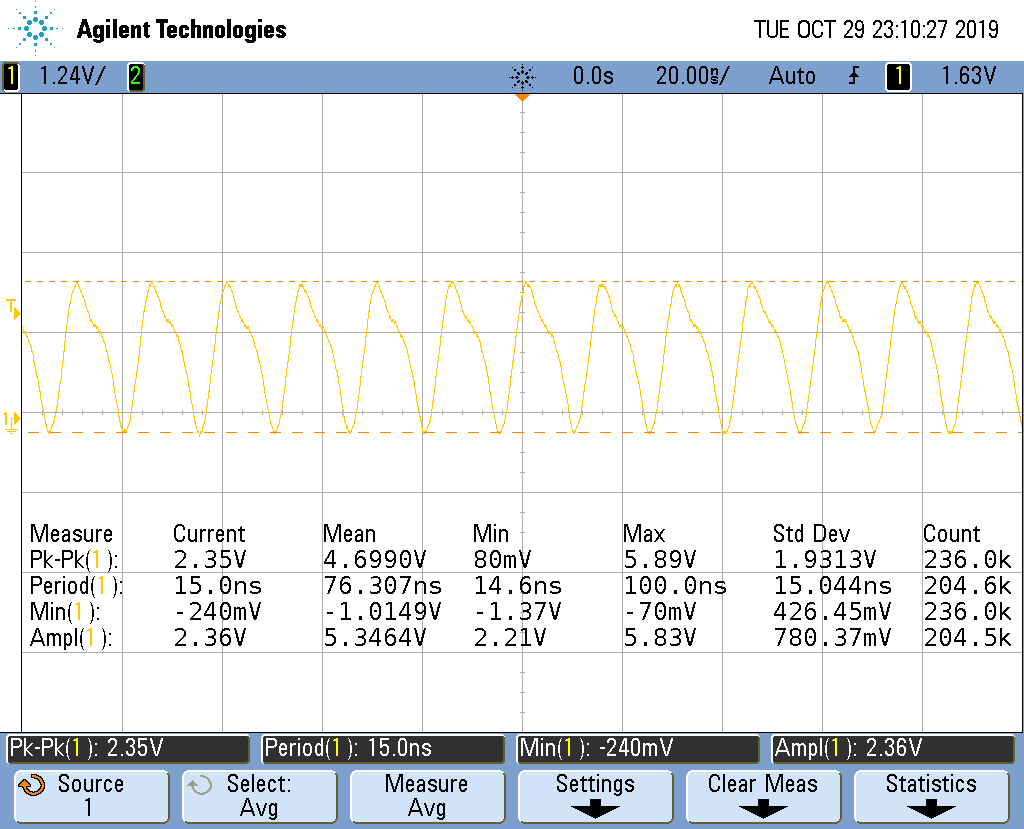 Agilent Technologies TUE OCT 29 23:10:27 2019
1 1.24V/ 2 0.0s 20.00ns/ Auto 1 1.63V
T
1
Measure Current Mean Min Max Std Dev Count
Pk-Pk(1): 2.35V 4.6990V 80mV 5.89V 1.9313V 236.0k
Period(1): 15.0ns 76.307ns 14.6ns 100.0ns 15.044ns 204.6k
Min(1): -240mV -1.0149V -1.37V -70mV 426.45mV 236.0k
Ampl(1): 2.36V 5.3464V 2.21V 5.83V 780.37mV 204.5k
Pk-Pk(1): 2.35V Period(1): 15.0ns Min(1): -240mV Ampl(1): 2.36V
Source Select: Measure Settings Clear Meas Statistics
1 Avg Avg